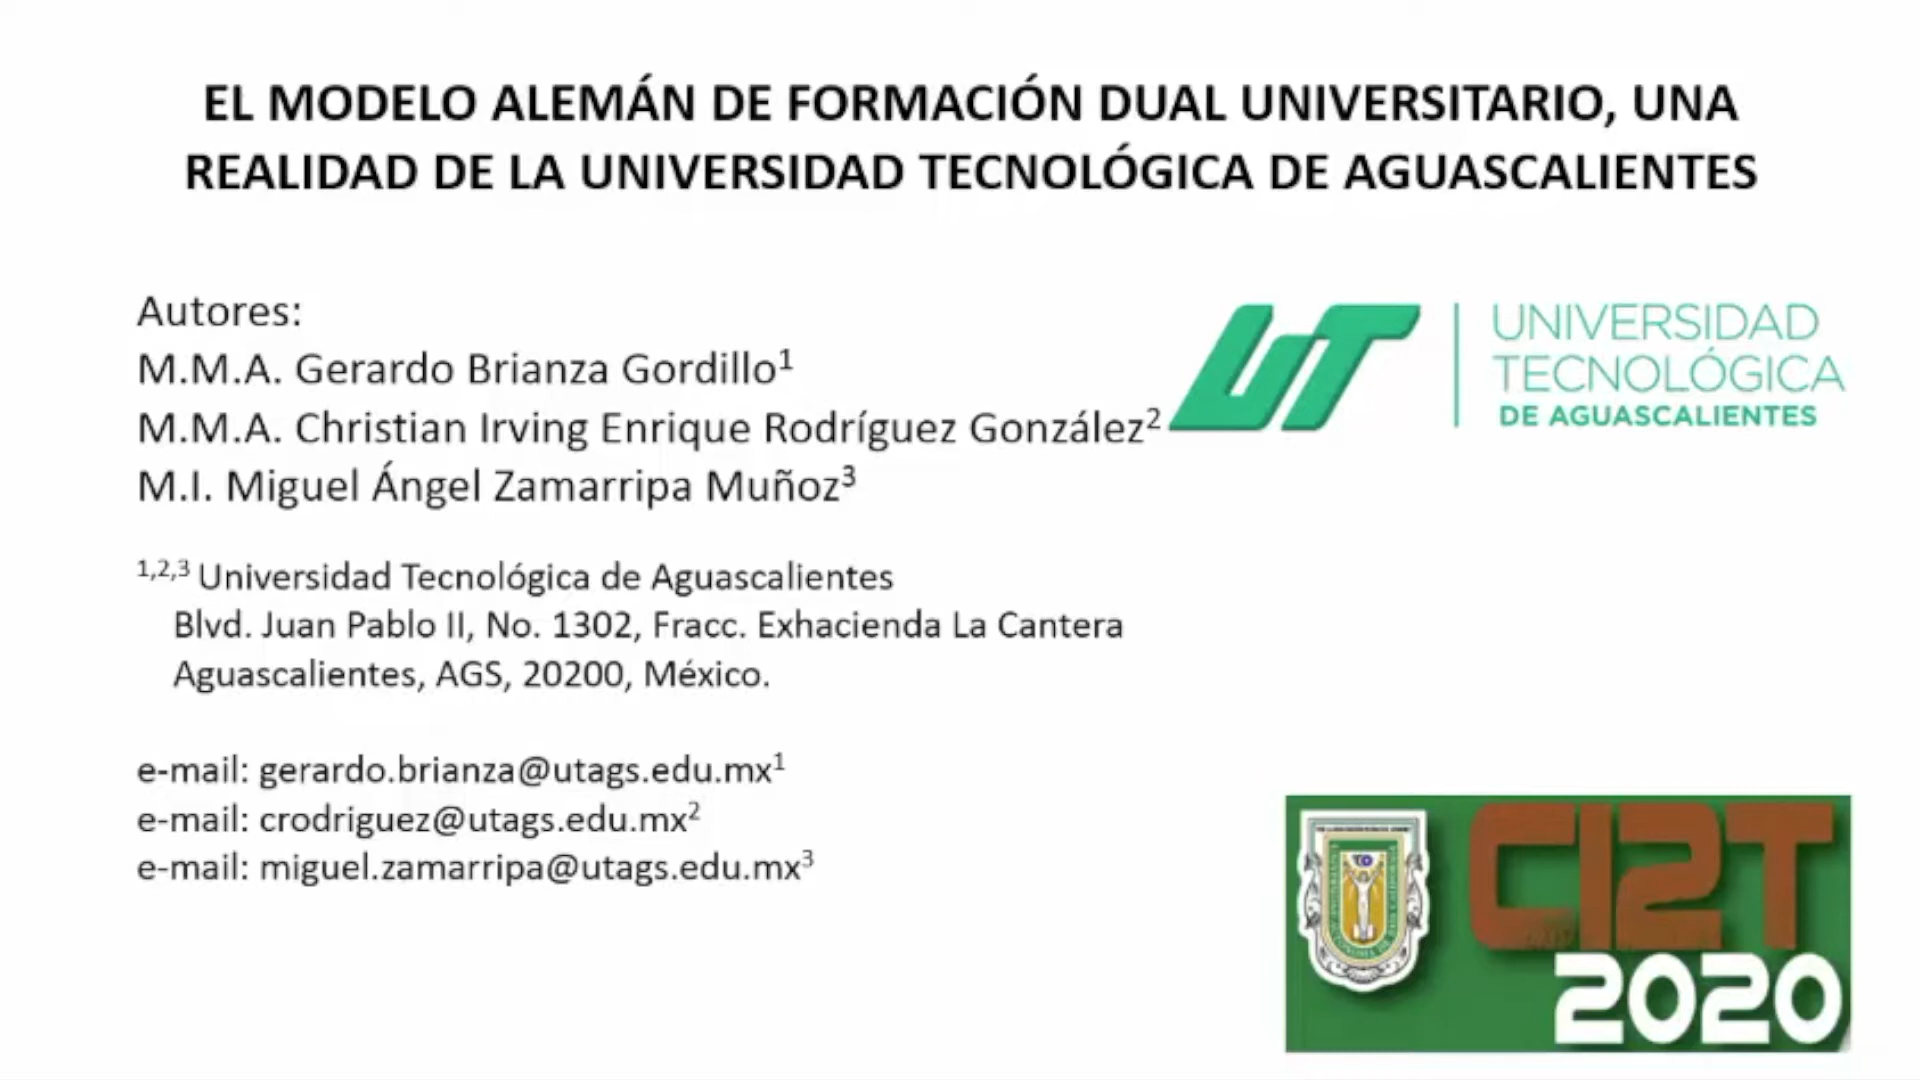 EL MODELO ALEMÁN DE FORMACIÓN DUAL UNIVERSITARIO, UNA
REALIDAD DE LA UNIVERSIDAD TECNOLÓGICA DE AGUASCALIENTES
Autores:
M.M.A. Gerardo Brianza Gordillo¹
M.M.A. Christian Irving Enrique Rodríguez González²
M.I. Miguel Ángel Zamarripa Muñoz³
UT
UNIVERSIDAD
TECNOLÓGICA
DE AGUASCALIENTES
¹,²,³ Universidad Tecnológica de Aguascalientes
Blvd. Juan Pablo II, No. 1302, Fracc. Exhacienda La Cantera
Aguascalientes, AGS, 20200, México.
e-mail: gerardo.brianza@utags.edu.mx¹
e-mail: crodriguez@utags.edu.mx²
e-mail: miguel.zamarripa@utags.edu.mx³
CI2T
2020